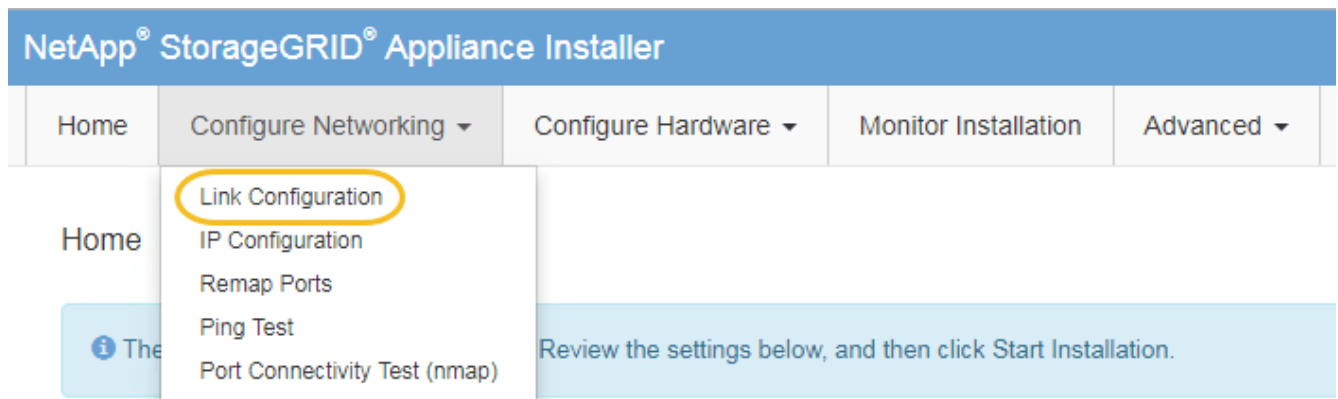 NetApp® StorageGRID® Appliance Installer
Home Configure Networking Configure Hardware Monitor Installation Advanced
Link Configuration
Home
IP Configuration
Remap Ports
Ping Test
The Review the settings below, and then click Start Installation.
Port Connectivity Test (nmap)